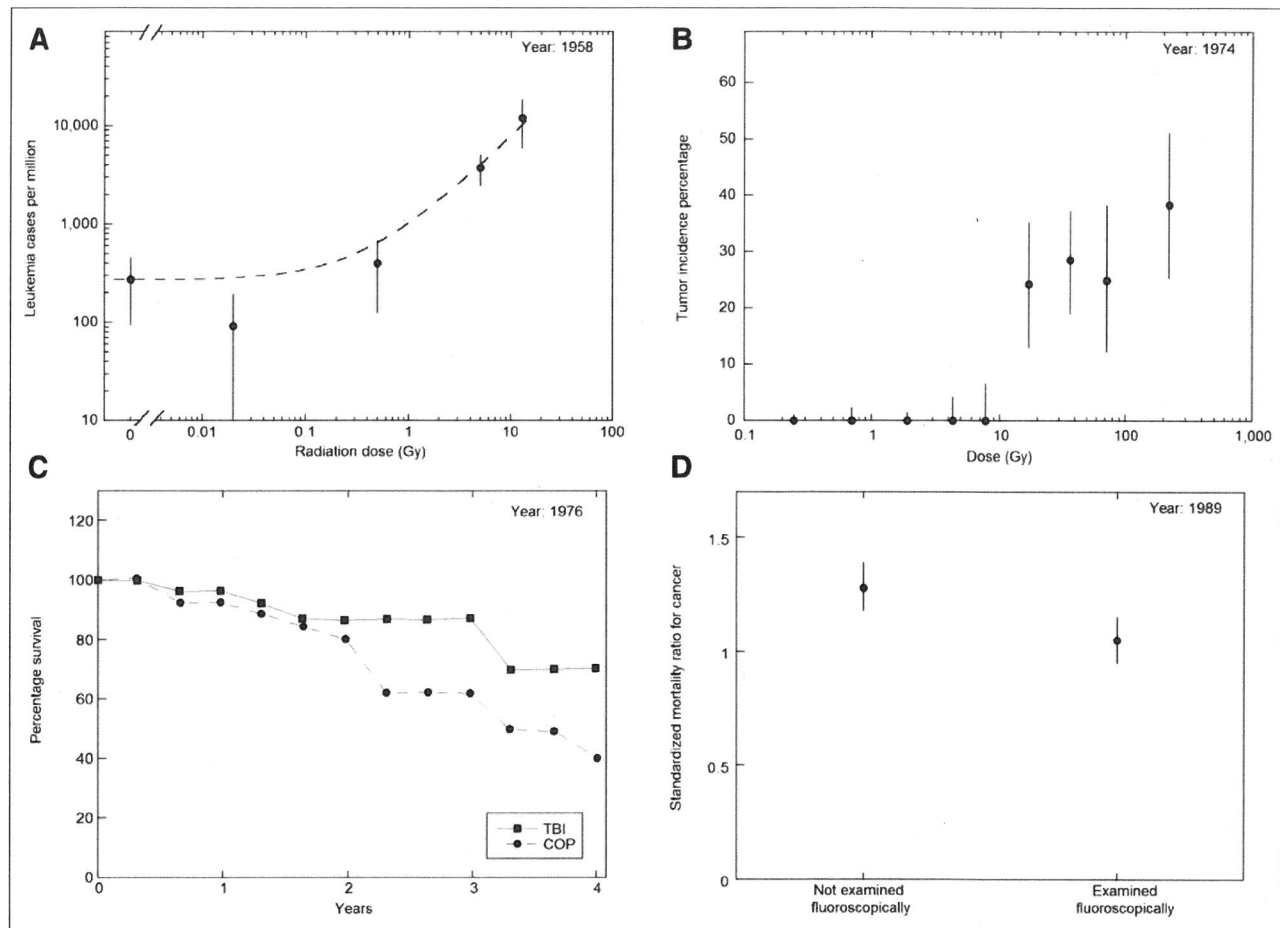 A
Year: 1958
Leukemia cases per million
10,000
1,000
100
10
0
0.01
0.1
1
10
100
Radiation dose (Gy)
B
Year: 1974
Tumor incidence percentage
60
50
40
30
20
10
0
0.1
1
10
100
1,000
Dose (Gy)
C
Year: 1976
Percentage survival
120
100
80
60
40
20
0
TBI
COP
0
1
2
3
4
Years
D
Year: 1989
Standardized mortality ratio for cancer
1.5
1
0.5
0
Not examined
fluoroscopically
Examined
fluoroscopically